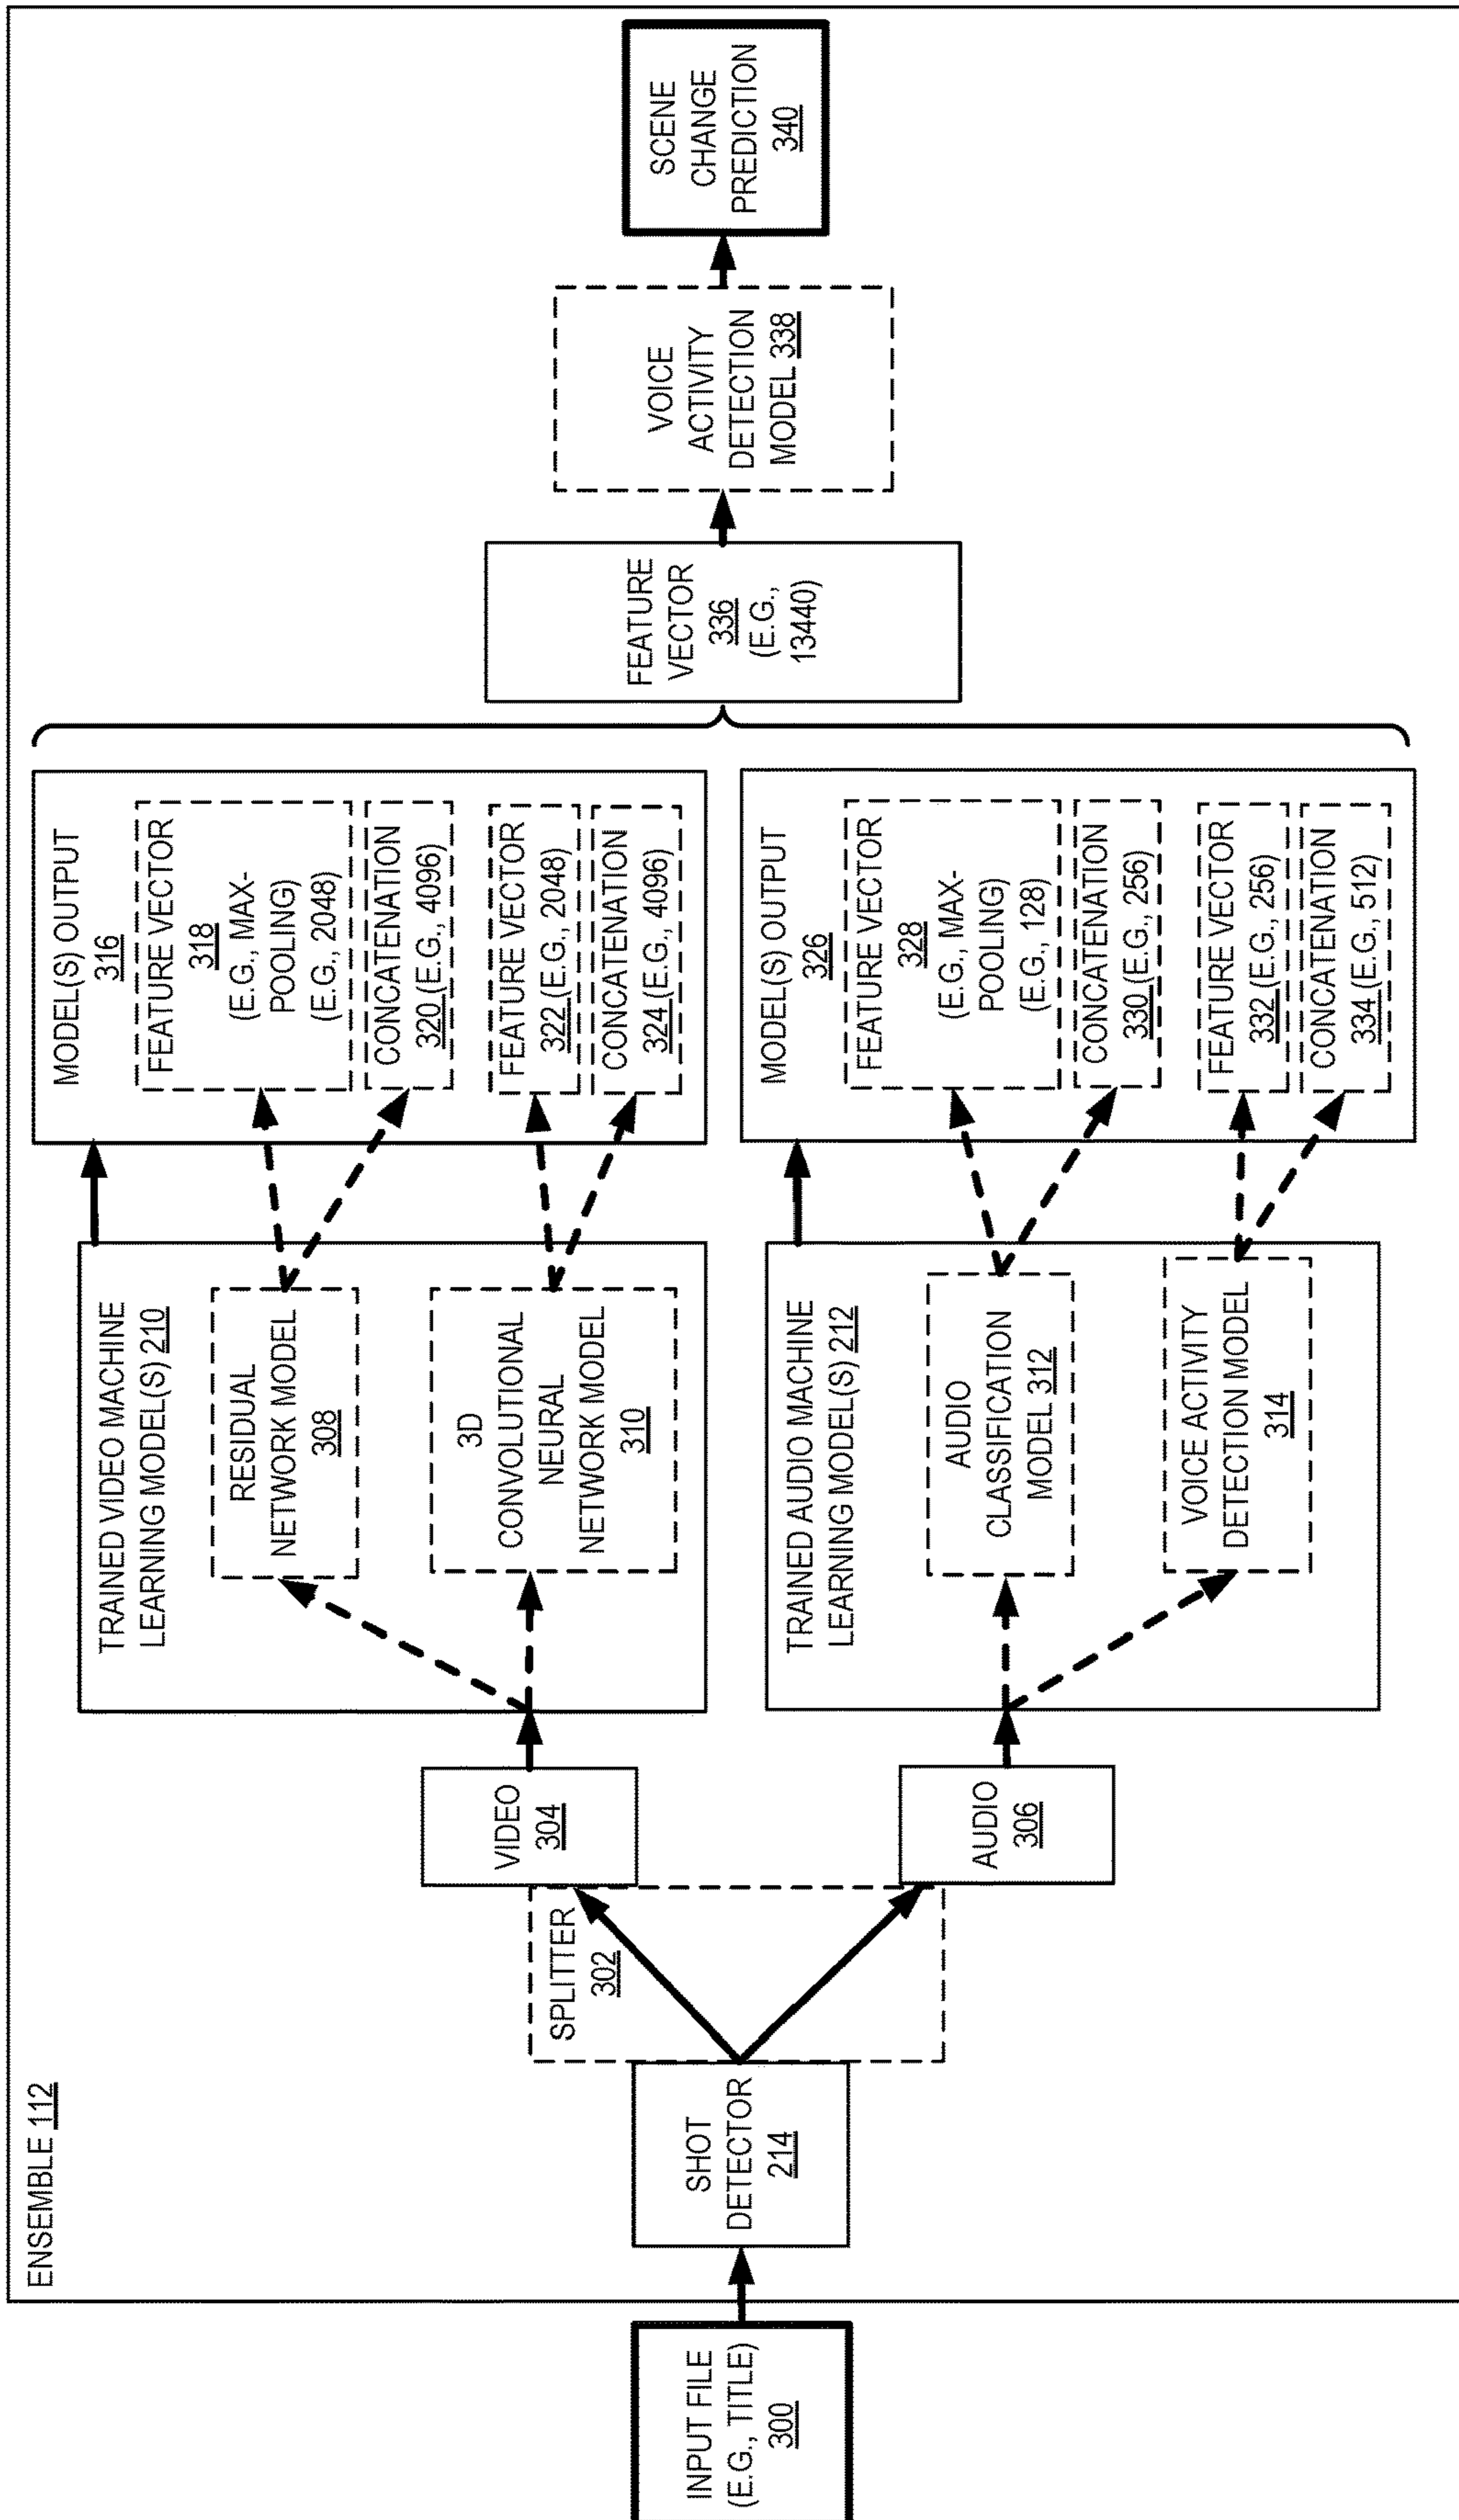 ENSEMBLE 112
INPUT FILE
(E.G., TITLE)
300
SHOT
DETECTOR
214
SPLITTER
302
VIDEO
304
AUDIO
306
TRAINED VIDEO MACHINE
LEARNING MODEL(S) 210
RESIDUAL
NETWORK MODEL
308
3D
CONVOLUTIONAL
NEURAL
NETWORK MODEL
310
TRAINED AUDIO MACHINE
LEARNING MODEL(S) 212
AUDIO
CLASSIFICATION
MODEL 312
VOICE ACTIVITY
DETECTION MODEL
314
MODEL(S) OUTPUT
316
FEATURE VECTOR
318
(E.G., MAX-
POOLING)
(E.G., 2048)
CONCATENATION
320 (E.G., 4096)
FEATURE VECTOR
322 (E.G., 2048)
CONCATENATION
324 (E.G., 4096)
MODEL(S) OUTPUT
326
FEATURE VECTOR
328
(E.G., MAX-
POOLING)
(E.G., 128)
CONCATENATION
330 (E.G., 256)
FEATURE VECTOR
332 (E.G., 256)
CONCATENATION
334 (E.G., 512)
FEATURE
VECTOR
336
(E.G.,
13440)
VOICE
ACTIVITY
DETECTION
MODEL 338
SCENE
CHANGE
PREDICTION
340